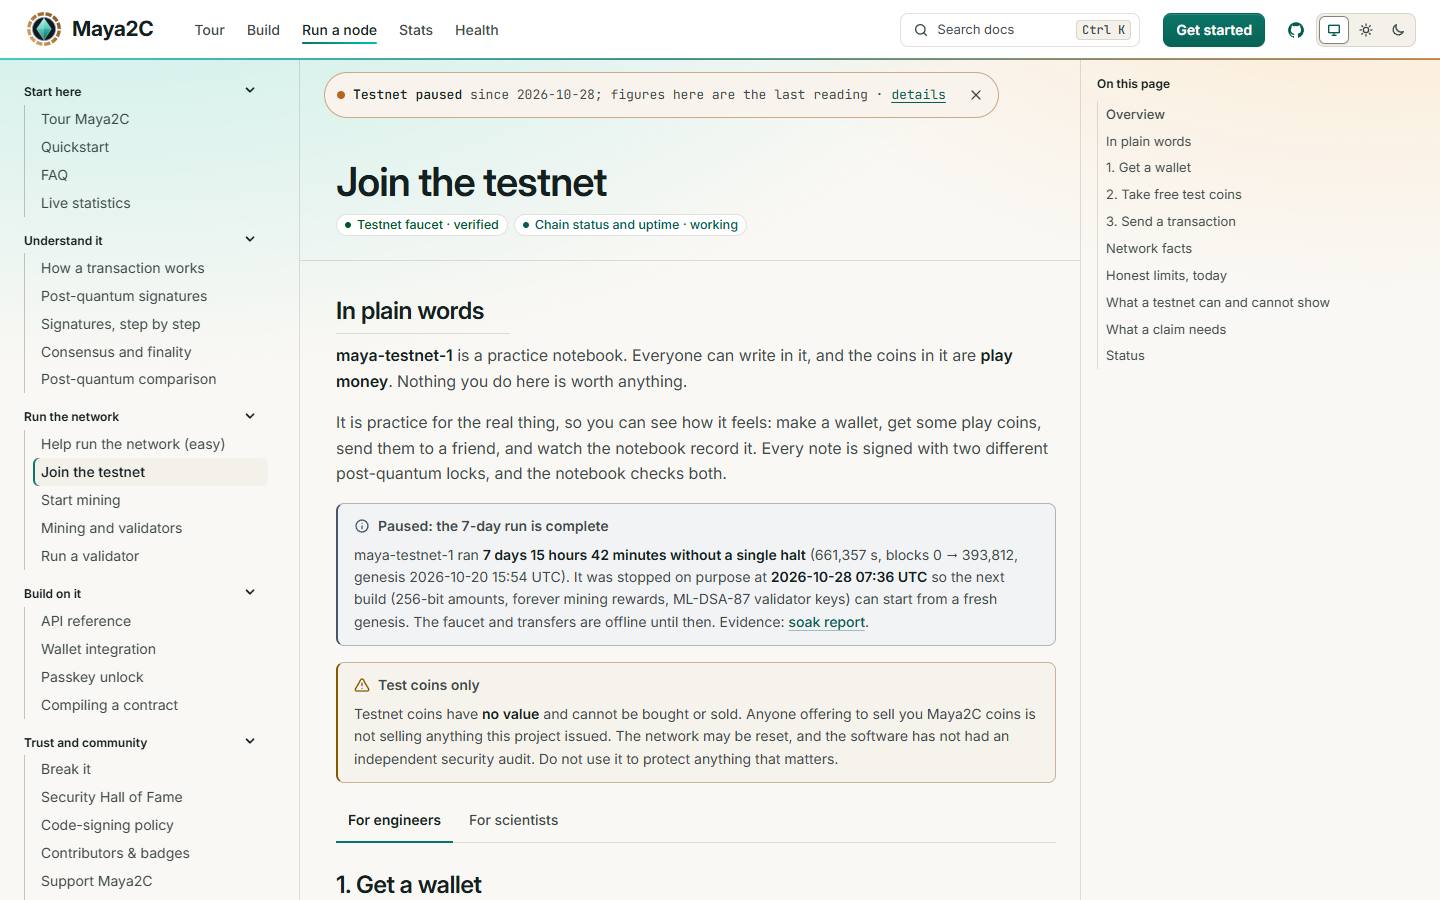 Maya2C
Tour
Build
Run a node
Stats
Health
Search docs
Ctrl K
Get started
Start here
Tour Maya2C
Quickstart
FAQ
Live statistics
Understand it
How a transaction works
Post-quantum signatures
Signatures, step by step
Consensus and finality
Post-quantum comparison
Run the network
Help run the network (easy)
Join the testnet
Start mining
Mining and validators
Run a validator
Build on it
API reference
Wallet integration
Passkey unlock
Compiling a contract
Trust and community
Break it
Security Hall of Fame
Code-signing policy
Contributors & badges
Support Maya2C
Testnet paused since 2026-10-28; figures here are the last reading · details
Join the testnet
Testnet faucet · verified
Chain status and uptime · working
In plain words
maya-testnet-1 is a practice notebook. Everyone can write in it, and the coins in it are play
money. Nothing you do here is worth anything.
It is practice for the real thing, so you can see how it feels: make a wallet, get some play coins,
send them to a friend, and watch the notebook record it. Every note is signed with two different
post-quantum locks, and the notebook checks both.
Paused: the 7-day run is complete
maya-testnet-1 ran 7 days 15 hours 42 minutes without a single halt (661,357 s, blocks 0 → 393,812,
genesis 2026-10-20 15:54 UTC). It was stopped on purpose at 2026-10-28 07:36 UTC so the next
build (256-bit amounts, forever mining rewards, ML-DSA-87 validator keys) can start from a fresh
genesis. The faucet and transfers are offline until then. Evidence: soak report.
Test coins only
Testnet coins have no value and cannot be bought or sold. Anyone offering to sell you Maya2C coins is
not selling anything this project issued. The network may be reset, and the software has not had an
independent security audit. Do not use it to protect anything that matters.
For engineers
For scientists
1. Get a wallet
On this page
Overview
In plain words
1. Get a wallet
2. Take free test coins
3. Send a transaction
Network facts
Honest limits, today
What a testnet can and cannot show
What a claim needs
Status